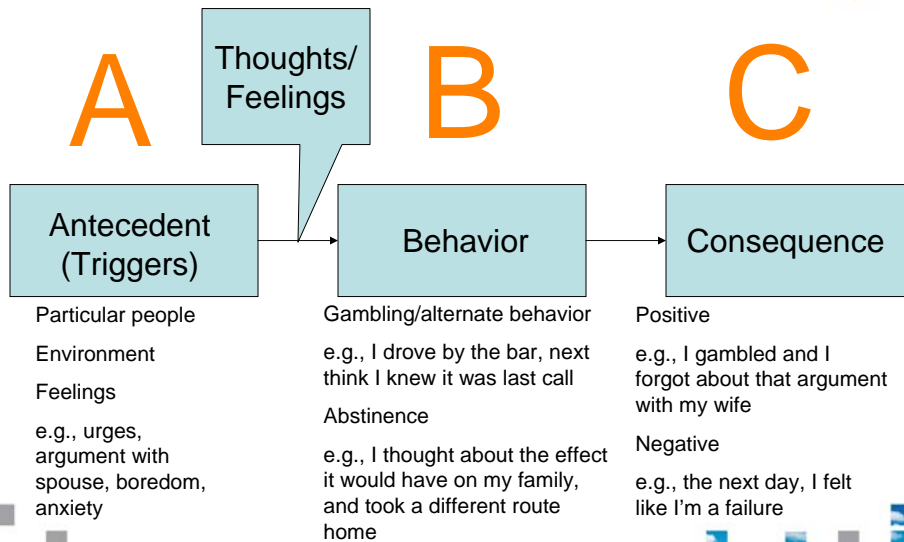 A
Thoughts/
Feelings
B
C
Antecedent
(Triggers)
Behavior
Consequence
Particular people
Environment
Feelings
e.g., urges,
argument with
spouse, boredom,
anxiety
Gambling/alternate behavior
e.g., I drove by the bar, next
think I knew it was last call
Abstinence
e.g., I thought about the effect
it would have on my family,
and took a different route
home
Positive
e.g., I gambled and I
forgot about that argument
with my wife
Negative
e.g., the next day, I felt
like I'm a failure